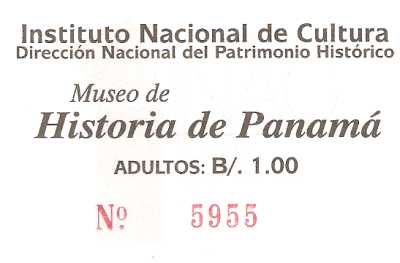 Instituto Nacional de Cultura
Dirección Nacional del Patrimonio Histórico
Museo de
Historia de Panamá
ADULTOS: B/. 1.00
Nº 5955